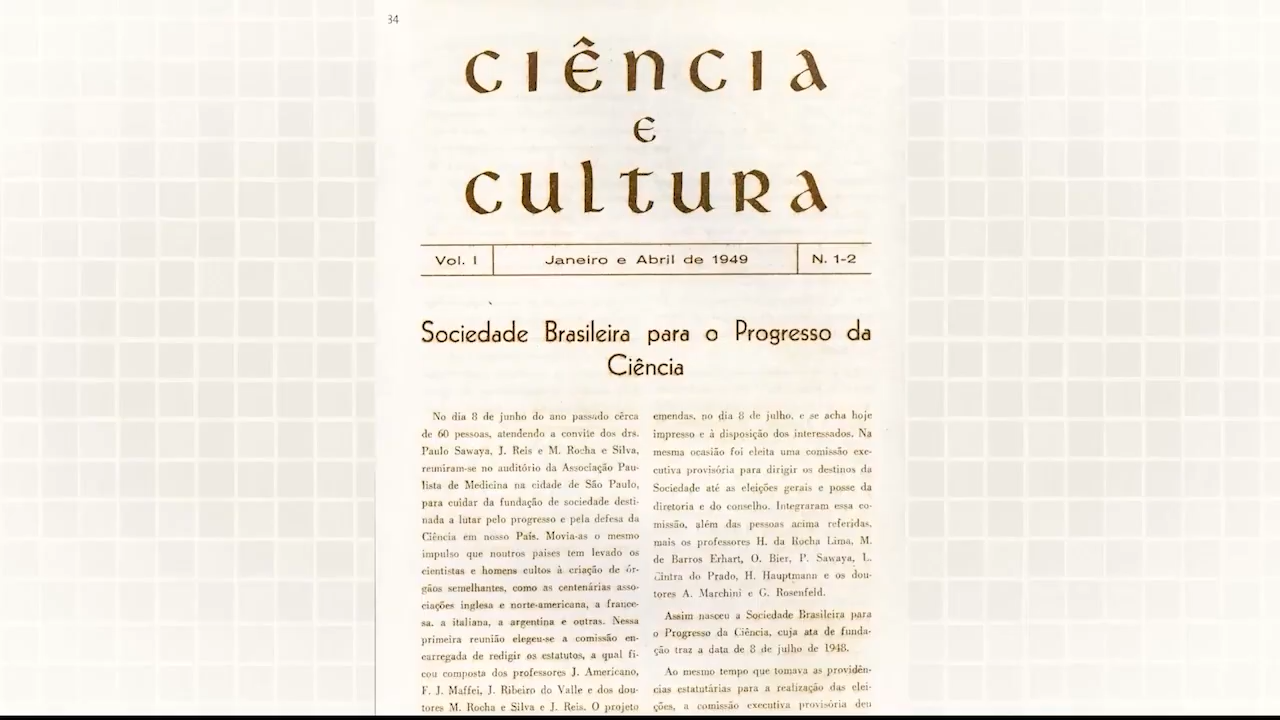 34
CIÊNCIA
E
CULTURA
Vol. I
Janeiro e Abril de 1949
N. 1-2
Sociedade Brasileira para o Progresso da
Ciência
No dia 8 de junho do ano passado cêrca
de 60 pessoas, atendendo a convite dos drs.
Paulo Sawaya, J. Reis e M. Rocha e Silva,
reuniram-se no auditório da Associação Pau-
lista de Medicina na cidade de São Paulo,
para cuidar da fundação de sociedade desti-
nada a lutar pelo progresso e pela defesa da
Ciência em nosso País. Movia-as o mesmo
impulso que noutros países tem levado os
cientistas e homens cultos à criação de ór-
gãos semelhantes, como as centenárias asso-
ciações inglesa e norte-americana, a france-
sa, a italiana, a argentina e outras. Nessa
primeira reunião elegeu-se a comissão en-
carregada de redigir os estatutos, a qual fi-
cou composta dos professores J. Americano,
F. J. Maffei, J. Ribeiro do Valle e dos dou-
tores M. Rocha e Silva e J. Reis. O projeto
emendas, no dia 8 de julho, e se acha hoje
impresso e à disposição dos interessados. Na
mesma ocasião foi eleita uma comissão exe-
cutiva provisória para dirigir os destinos da
Sociedade até as eleições gerais e posse da
diretoria e do conselho. Integraram essa co-
missão, além das pessoas acima referidas,
mais os professores H. da Rocha Lima, M.
de Barros Erhart, O. Bier, P. Sawaya, L.
Cintra do Prado, H. Hauptmann e os dou-
tores A. Marchini e G. Rosenfeld.
Assim nasceu a Sociedade Brasileira para
o Progresso da Ciência, cuja ata de funda-
ção traz a data de 8 de julho de 1948.
Ao mesmo tempo que tomava as providên-
cias estatutárias para a realização das elei-
ções, a comissão executiva provisória deu